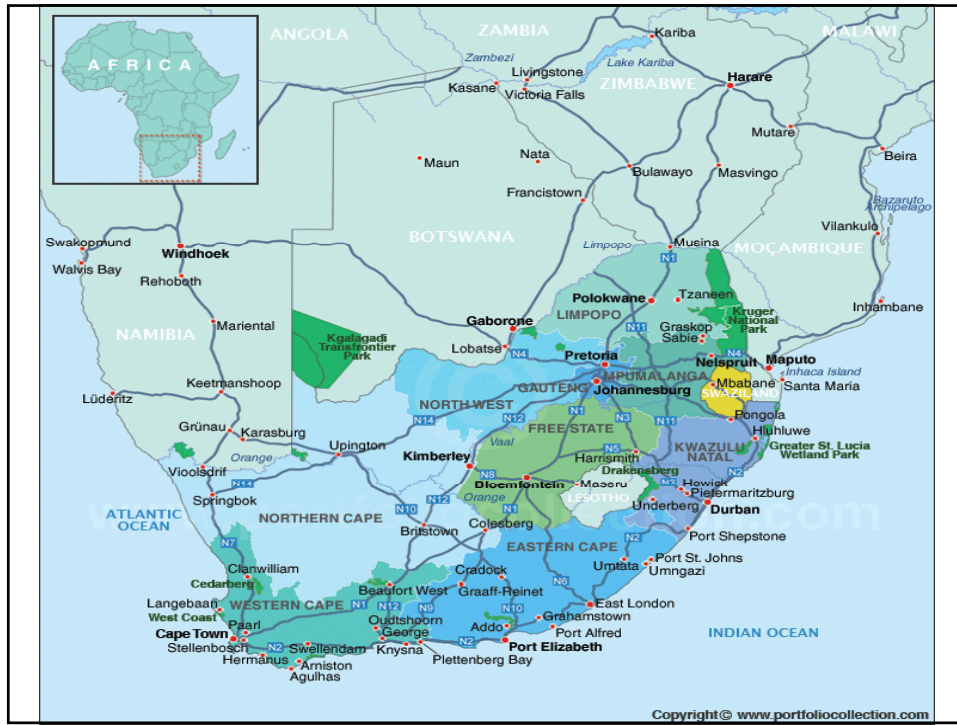 AFRICA
ANGOLA
ZAMBIA
MALAWI
Kariba
Zambezi
Lake Kariba
Livingstone
Kasane
Victoria Falls
ZIMBABWE
Harare
Mutare
Beira
Maun
Nata
Bulawayo
Masvingo
Francistown
Bazaruto
Archipelago
Vilankulo
BOTSWANA
Limpopo
Musina
MOÇAMBIQUE
Swakopmund
Windhoek
Walvis Bay
Rehoboth
N1
Polokwane
Tzaneen
Inhambane
LIMPOPO
Kruger
National
Park
NAMIBIA
Mariental
Kgalagadi
Transfrontier
Park
Gaborone
N11
Graskop
Sabie
Lobatse
N4
Pretoria
Nelspruit
N4
Maputo
Inhaca Island
MPUMALANGA
GAUTENG
Johannesburg
Mbabane
SWAZILAND
Santa Maria
Keetmanshoop
Lüderitz
NORTH WEST
N14
N12
N1
N3
N11
Pongola
Grünau
Karasburg
FREE STATE
Hluhluwe
Upington
Vaal
KWAZULU
NATAL
Greater St. Lucia
Wetland Park
Orange
Kimberley
Harrismith
N5
Drakensberg
N2
Vioolsdrif
N14
N8
Bloemfontein
Maseru
N3
Howick
Pietermaritzburg
Springbok
N12
Orange
LESOTHO
Underberg
Durban
ATLANTIC
OCEAN
NORTHERN CAPE
N10
N1
Britstown
Colesberg
N2
Port Shepstone
EASTERN CAPE
N7
Clanwilliam
Umtata
Port St. Johns
Umngazi
Cedarberg
Cradock
N6
Beaufort West
Graaff-Reinet
Langebaan
West Coast
WESTERN CAPE
N1
N12
N9
N10
East London
Paarl
Oudtshoorn
Addo
Grahamstown
Cape Town
George
Port Alfred
INDIAN OCEAN
Stellenbosch
N2
Swellendam
Knysna
N2
Port Elizabeth
Hermanus
Arniston
Plettenberg Bay
Agulhas
Copyright© www.portfoliocollection.com